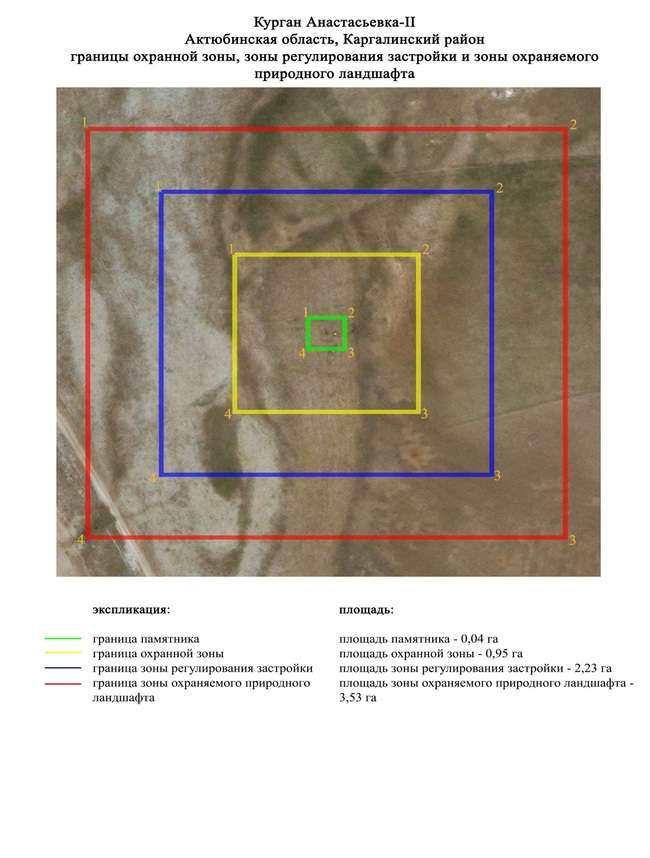 Курган Анастасьевка-II
Актюбинская область, Каргалинский район
границы охранной зоны, зоны регулирования застройки и зоны охраняемого
природного ландшафта
1 2
1 2
1 2
1 2
4 3
4 3
4 3
4 3
экспликация: площадь:
граница памятника площадь памятника - 0,04 га
граница охранной зоны площадь охранной зоны - 0,95 га
граница зоны регулирования застройки площадь зоны регулирования застройки - 2,23 га
граница зоны охраняемого природного площадь зоны охраняемого природного ландшафта -
ландшафта 3,53 га